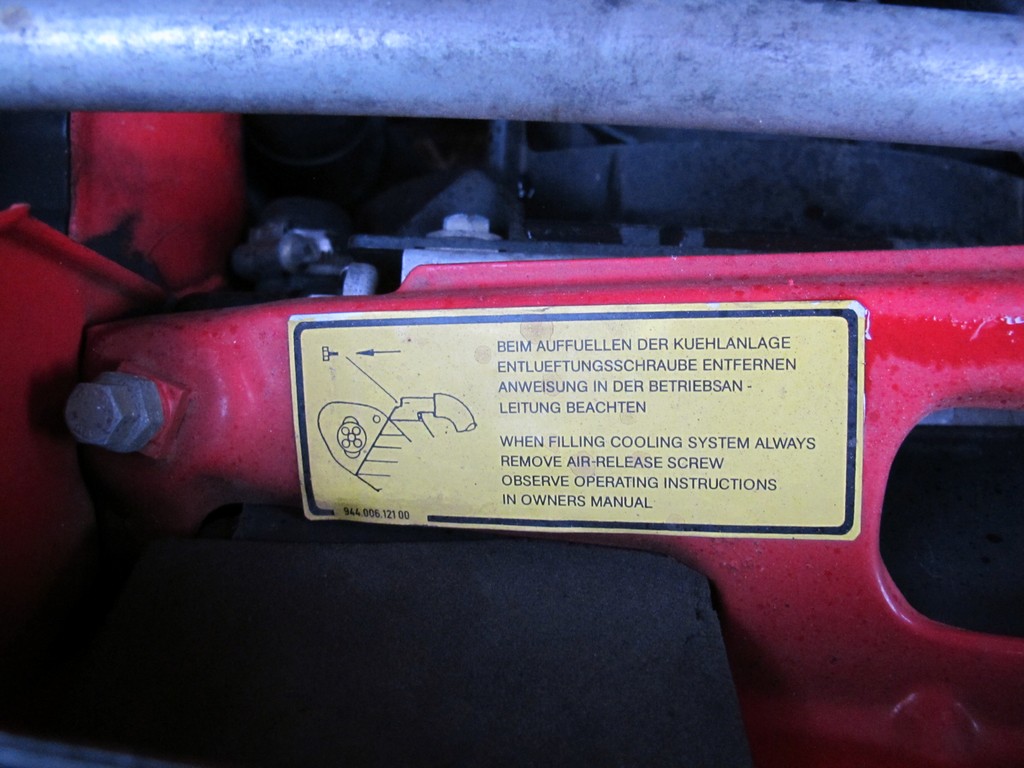 BEIM AUFFUELLEN DER KUEHLANLAGE
ENTLUEFTUNGSSCHRAUBE ENTFERNEN
ANWEISUNG IN DER BETRIEBSAN -
LEITUNG BEACHTEN
WHEN FILLING COOLING SYSTEM ALWAYS
REMOVE AIR-RELEASE SCREW
OBSERVE OPERATING INSTRUCTIONS
IN OWNERS MANUAL
944 006.121 00